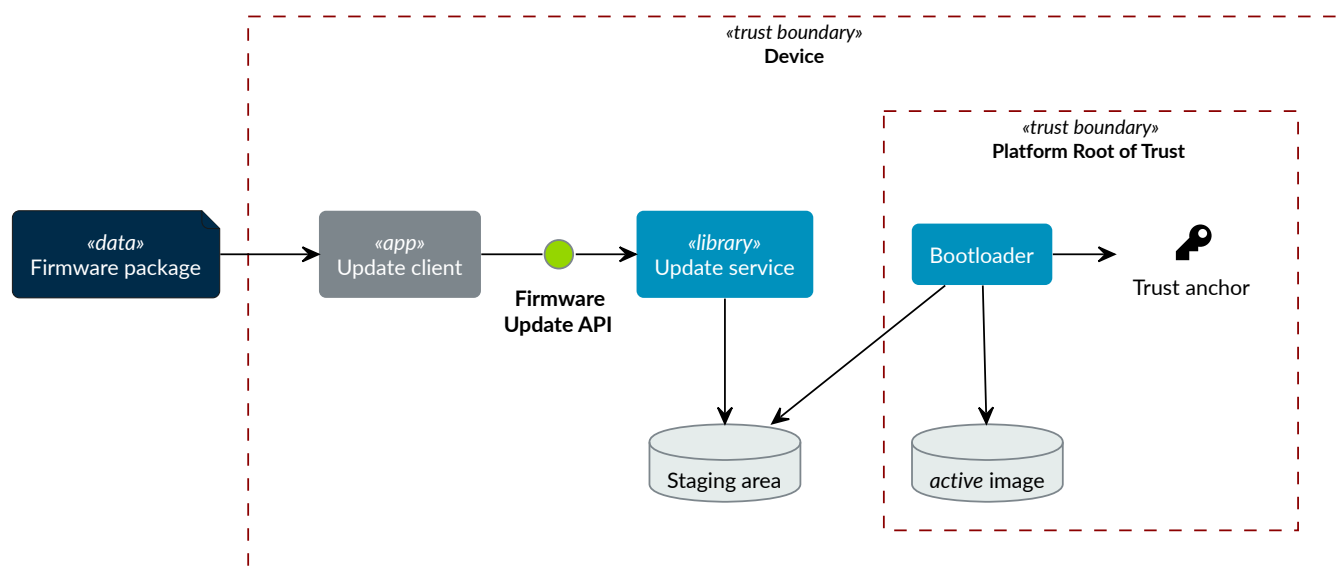 «trust boundary»
Device
«trust boundary»
Platform Root of Trust
«data»
Firmware package
«app»
Update client
Firmware
Update API
«library»
Update service
Bootloader
Trust anchor
Staging area
active image